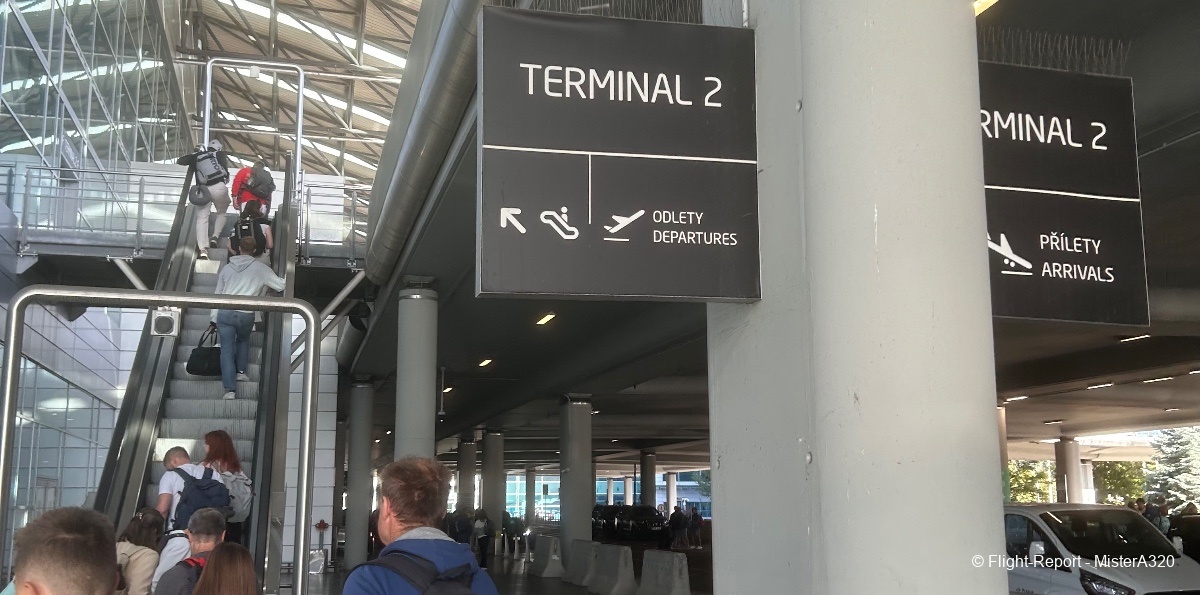 TERMINAL 2
ODLETY
DEPARTURES
RMINAL 2
PŘÍLETY
ARRIVALS
© Flight-Report - MisterA320